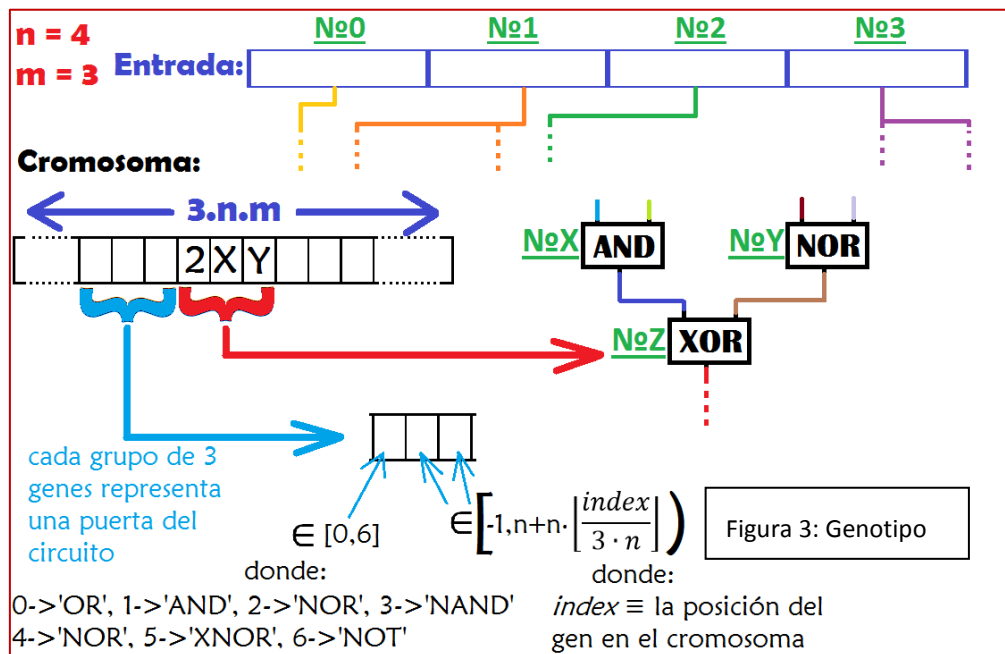 n = 4
m = 3
Nº0 Nº1 Nº2 Nº3
Entrada:
Cromosoma:
3.n.m
2 X Y
NºX AND NºY NOR
NºZ XOR
cada grupo de 3
genes representa
una puerta del
circuito
∈ [0,6]
∈[-1,n+n·⌊index/(3·n)⌋)
Figura 3: Genotipo
donde:
0->'OR', 1->'AND', 2->'NOR', 3->'NAND'
4->'NOR', 5->'XNOR', 6->'NOT'
donde:
index ≡ la posición del
gen en el cromosoma